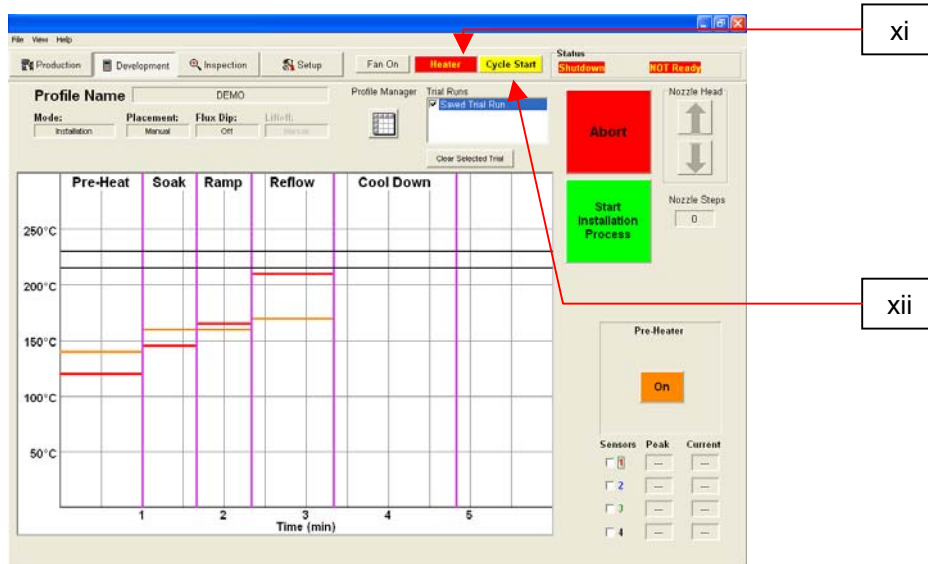 xi
File View Help
Production Development Inspection Setup Fan On Heater Cycle Start
Status
Shutdown NOT Ready
Profile Name DEMO
Profile Manager
Trial Runs
Saved Trial Run
Clear Selected Trial
Mode: Placement: Flux Dip: Liftoff:
Installation Manual Off Manual
Abort
Nozzle Head
Start
Installation
Process
Nozzle Steps
0
xii
Pre-Heat Soak Ramp Reflow Cool Down
250°C
200°C
150°C
100°C
50°C
1 2 3 4 5
Time (min)
Pre-Heater
On
Sensors Peak Current
1 --- ---
2 --- ---
3 --- ---
4 --- ---